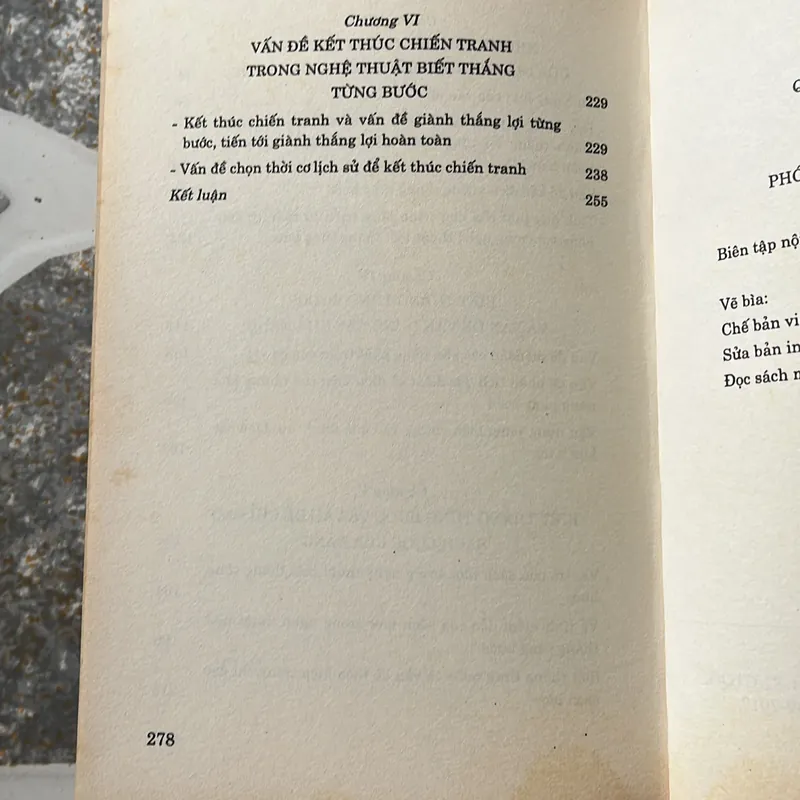 Chương VI
VẤN ĐỀ KẾT THÚC CHIẾN TRANH
TRONG NGHỆ THUẬT BIẾT THẮNG
TỪNG BƯỚC 229
- Kết thúc chiến tranh và vấn đề giành thắng lợi từng
bước, tiến tới giành thắng lợi hoàn toàn 229
- Vấn đề chọn thời cơ lịch sử để kết thúc chiến tranh 238
Kết luận 255
278
PHÓ
Biên tập nộ
Vẽ bìa:
Chế bản vi
Sửa bản in
Đọc sách